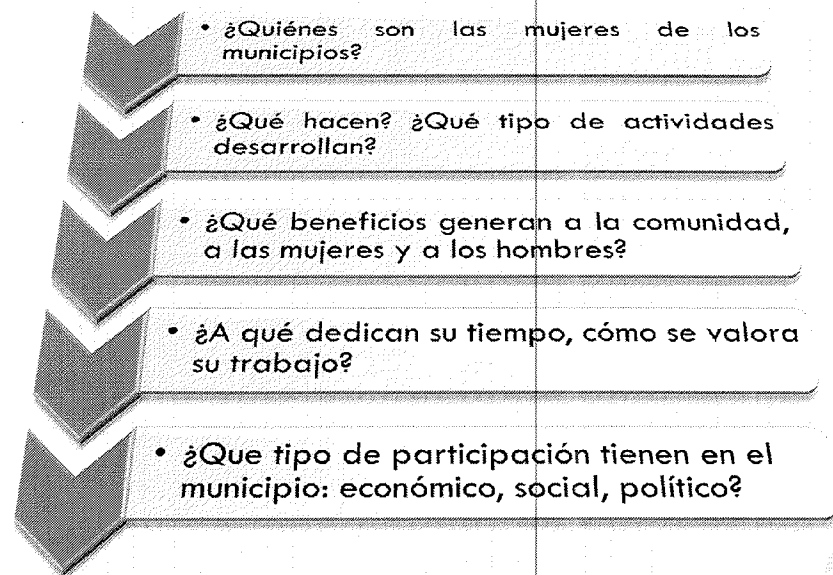 • ¿Quiénes son las mujeres de los
municipios?
• ¿Qué hacen? ¿Qué tipo de actividades
desarrollan?
• ¿Qué beneficios generan a la comunidad,
a las mujeres y a los hombres?
• ¿A qué dedican su tiempo, cómo se valora
su trabajo?
• ¿Que tipo de participación tienen en el
municipio: económico, social, político?